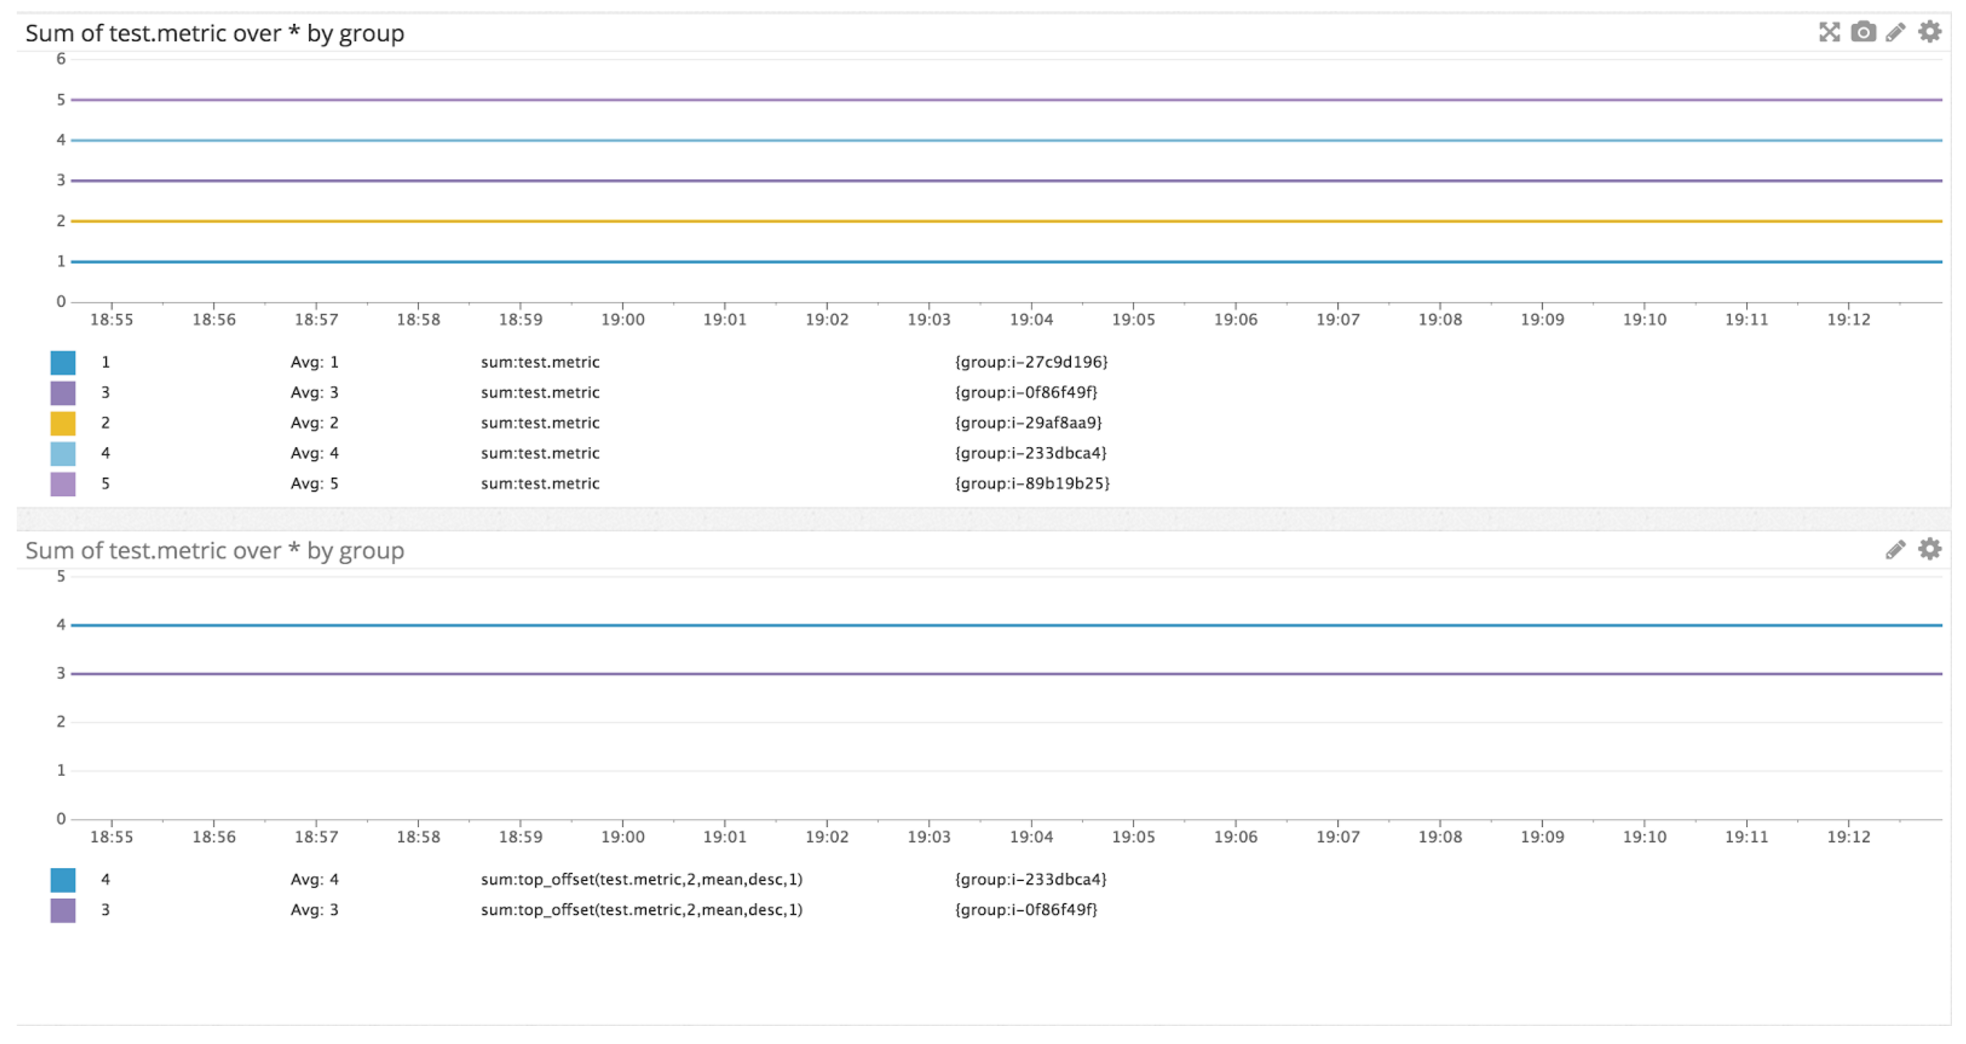 Sum of test.metric over * by group
6
5
4
3
2
1
0
18:55 18:56 18:57 18:58 18:59 19:00 19:01 19:02 19:03 19:04 19:05 19:06 19:07 19:08 19:09 19:10 19:11 19:12
1 Avg: 1 sum:test.metric {group:i-27c9d196}
3 Avg: 3 sum:test.metric {group:i-0f86f49f}
2 Avg: 2 sum:test.metric {group:i-29af8aa9}
4 Avg: 4 sum:test.metric {group:i-233dbca4}
5 Avg: 5 sum:test.metric {group:i-89b19b25}
Sum of test.metric over * by group
5
4
3
2
1
0
18:55 18:56 18:57 18:58 18:59 19:00 19:01 19:02 19:03 19:04 19:05 19:06 19:07 19:08 19:09 19:10 19:11 19:12
4 Avg: 4 sum:top_offset(test.metric,2,mean,desc,1) {group:i-233dbca4}
3 Avg: 3 sum:top_offset(test.metric,2,mean,desc,1) {group:i-0f86f49f}